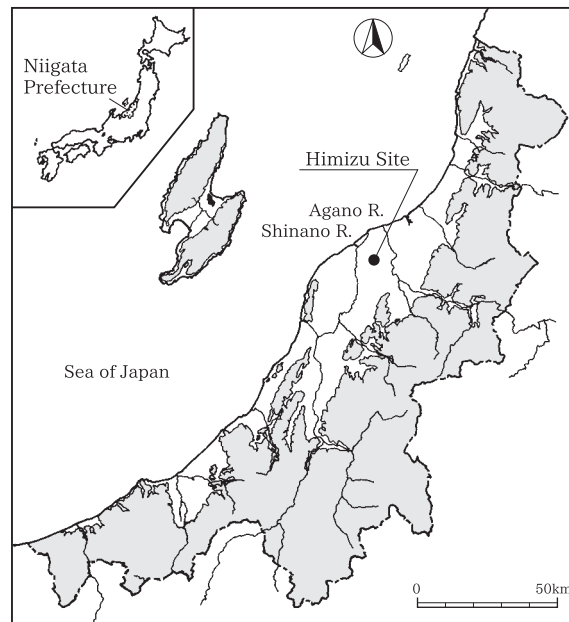 Niigata
Prefecture
Himizu Site
Agano R.
Shinano R.
Sea of Japan
0 50km